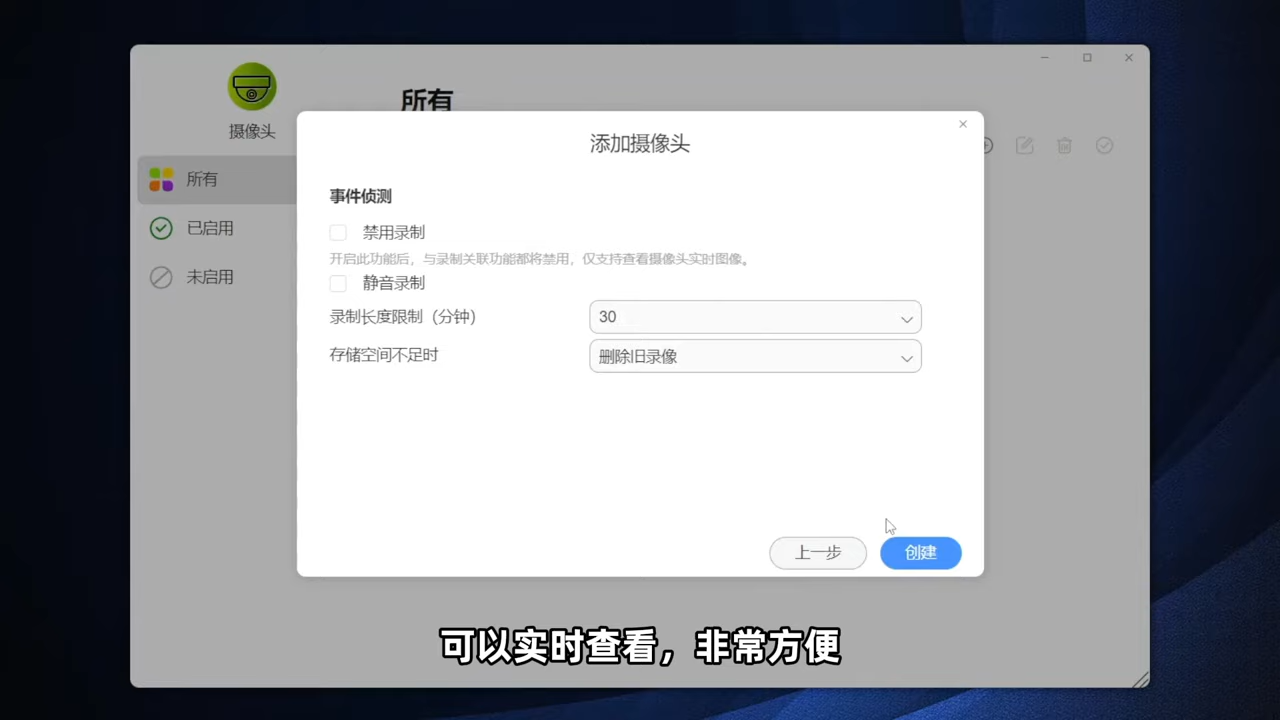 所有
摄像头
添加摄像头
所有
事件侦测
已启用
禁用录制
开启此功能后，与录制关联功能都将禁用，仅支持查看摄像头实时图像。
未启用
静音录制
录制长度限制（分钟） 30
存储空间不足时 删除旧录像
上一步 创建
可以实时查看，非常方便